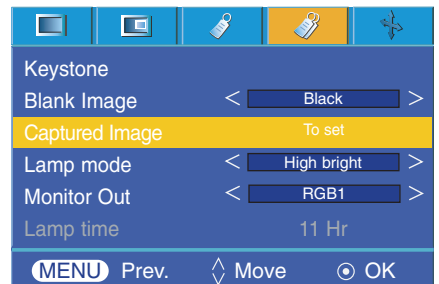 Keystone
Blank Image < Black >
Captured Image To set
Lamp mode < High bright >
Monitor Out < RGB1 >
Lamp time 11 Hr
MENU Prev. Move OK